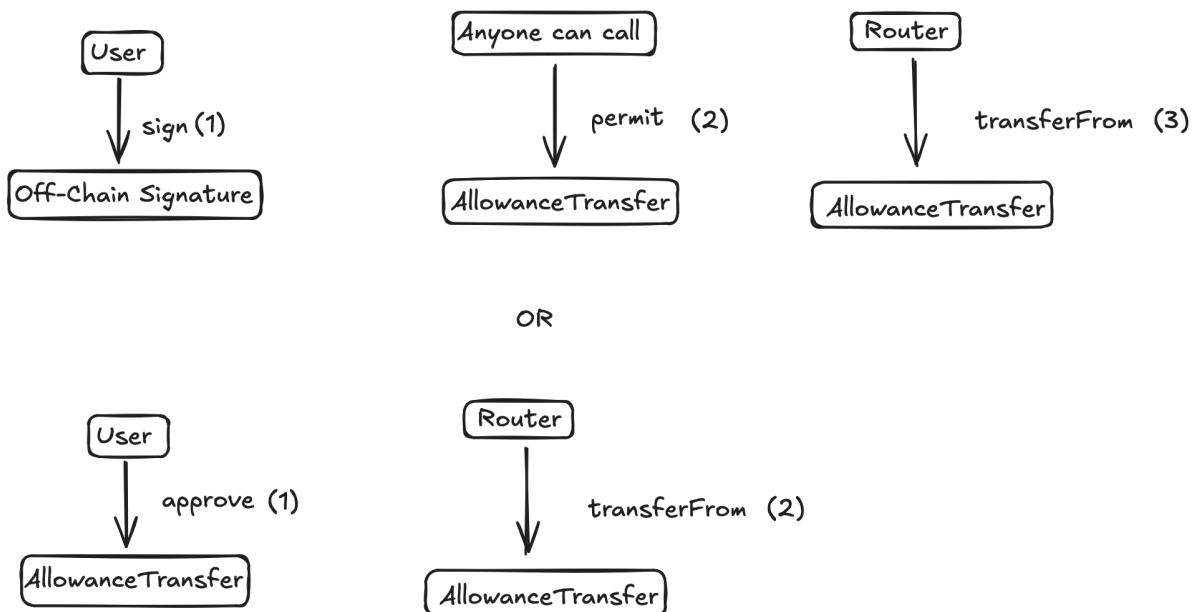 User
sign (1)
Off-Chain Signature
Anyone can call
permit (2)
AllowanceTransfer
Router
transferFrom (3)
AllowanceTransfer
OR
User
approve (1)
AllowanceTransfer
Router
transferFrom (2)
AllowanceTransfer